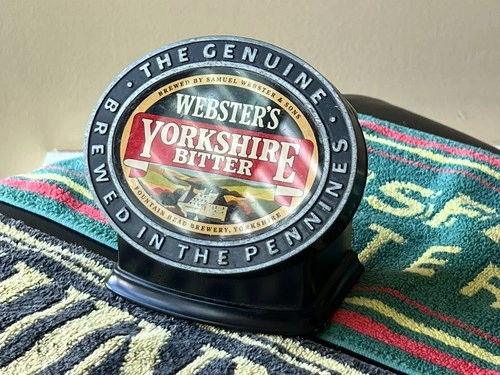 THE GENUINE
BREWED BY SAMUEL WEBSTER & SONS
WEBSTER'S
YORKSHIRE
BITTER
FOUNTAIN HEAD BREWERY, YORKSHIRE
BREWED IN THE PENNINES